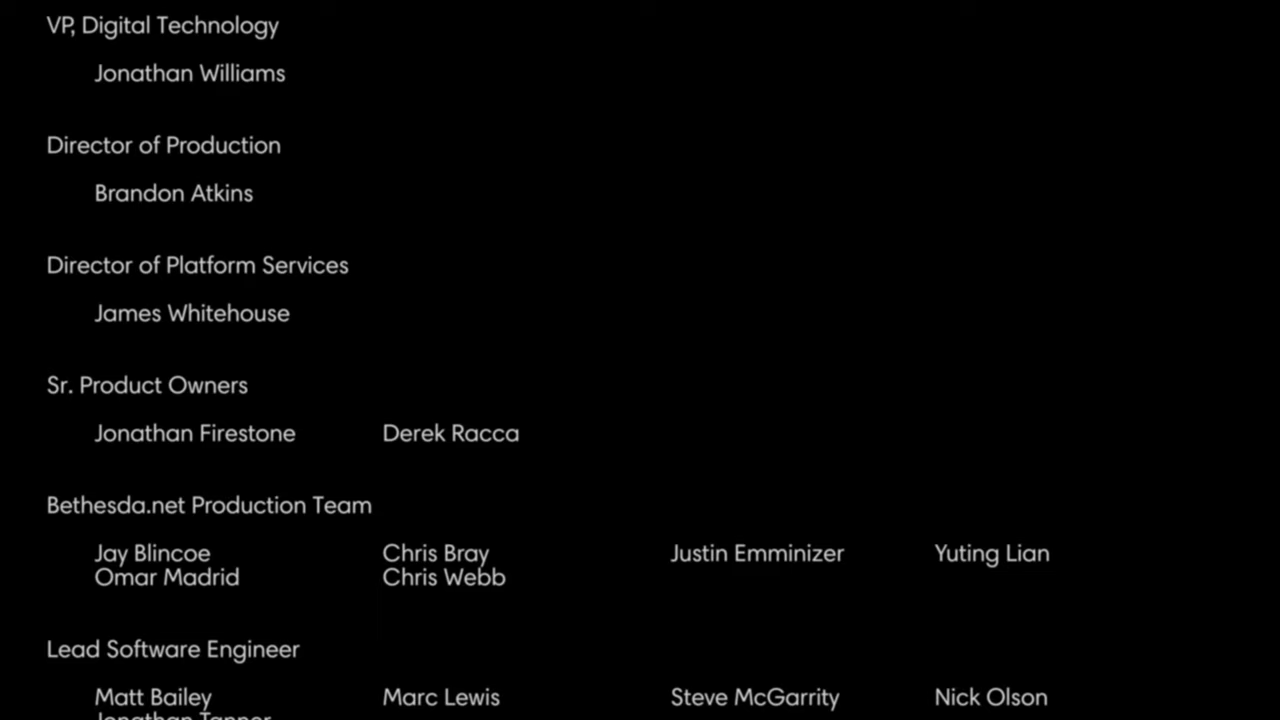 VP, Digital Technology
Jonathan Williams
Director of Production
Brandon Atkins
Director of Platform Services
James Whitehouse
Sr. Product Owners
Jonathan Firestone Derek Racca
Bethesda.net Production Team
Jay Blincoe Chris Bray Justin Emminizer Yuting Lian
Omar Madrid Chris Webb
Lead Software Engineer
Matt Bailey Marc Lewis Steve McGarrity Nick Olson
Jonathan Tanner